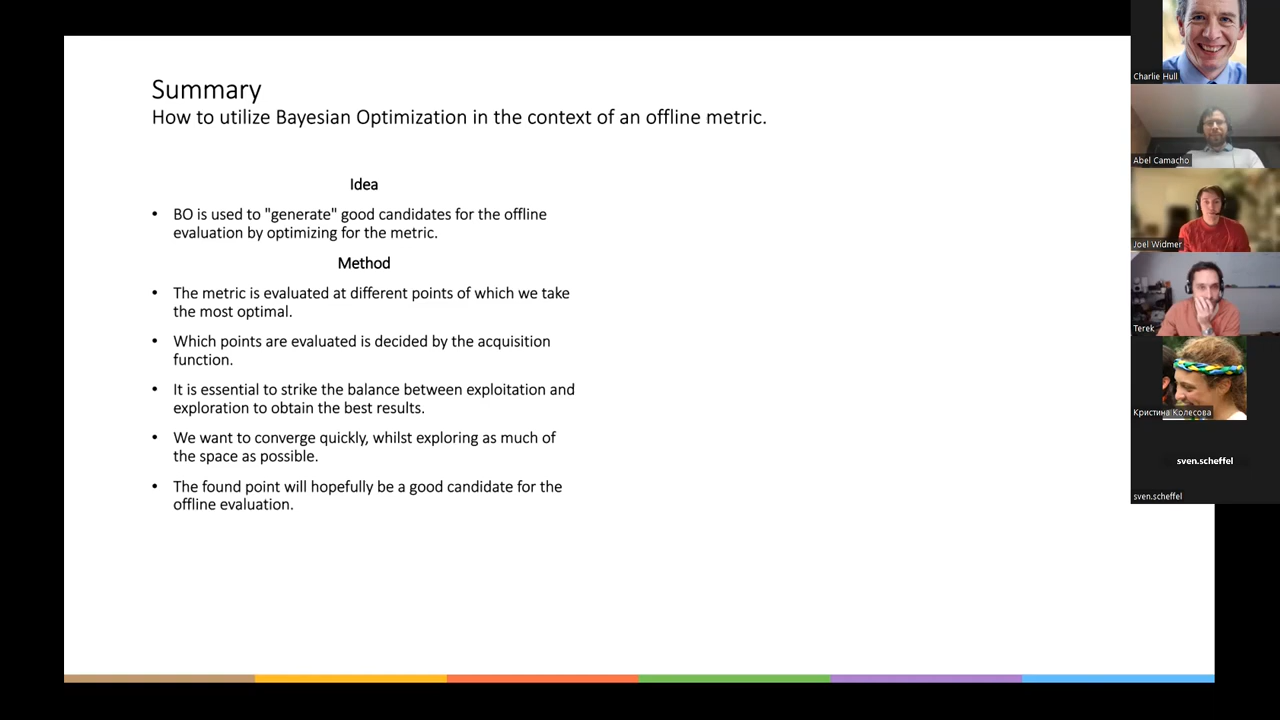 Summary
How to utilize Bayesian Optimization in the context of an offline metric.
Idea
• BO is used to "generate" good candidates for the offline
evaluation by optimizing for the metric.
Method
• The metric is evaluated at different points of which we take
the most optimal.
• Which points are evaluated is decided by the acquisition
function.
• It is essential to strike the balance between exploitation and
exploration to obtain the best results.
• We want to converge quickly, whilst exploring as much of
the space as possible.
• The found point will hopefully be a good candidate for the
offline evaluation.
Charlie Hull
Abel Camacho
Joel Widmer
Terek
Кристина Колесова
sven.scheffel
sven.scheffel